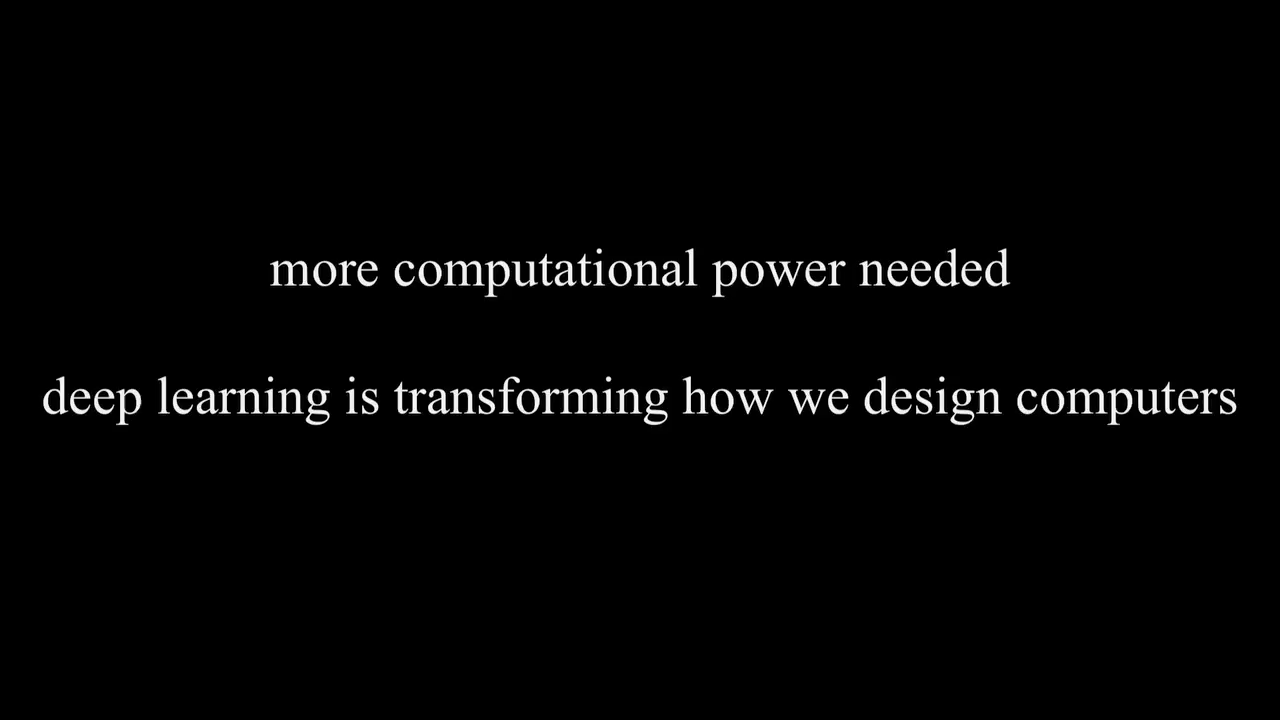 more computational power needed
deep learning is transforming how we design computers